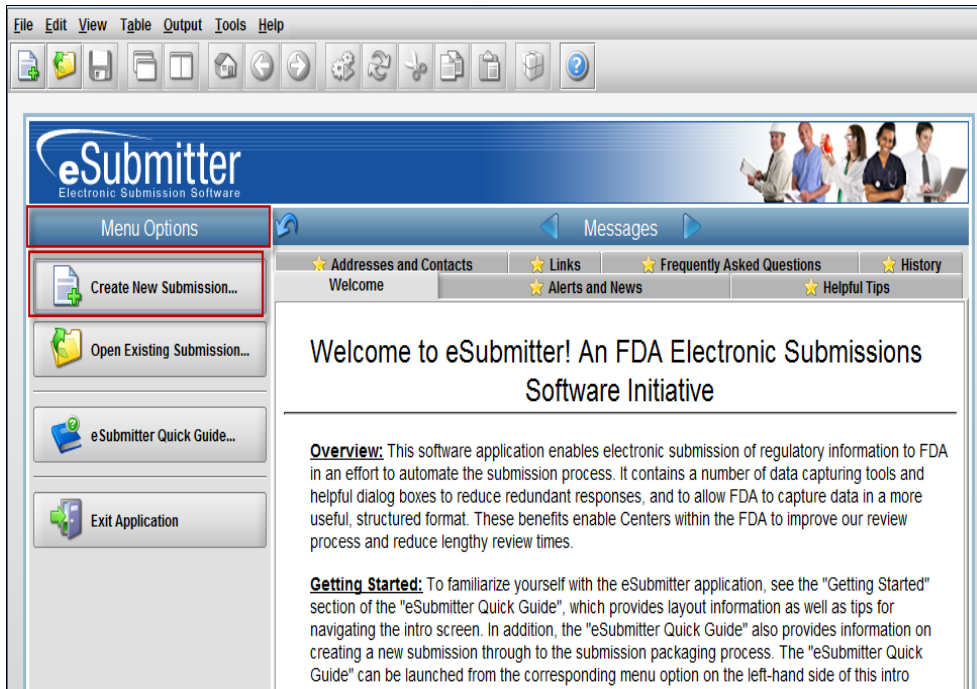 File Edit View Table Output Tools Help
eSubmitter
Electronic Submission Software
Menu Options
Messages
Create New Submission...
Open Existing Submission...
eSubmitter Quick Guide...
Exit Application
Addresses and Contacts Links Frequently Asked Questions History
Welcome Alerts and News Helpful Tips
Welcome to eSubmitter! An FDA Electronic Submissions
Software Initiative
Overview: This software application enables electronic submission of regulatory information to FDA
in an effort to automate the submission process. It contains a number of data capturing tools and
helpful dialog boxes to reduce redundant responses, and to allow FDA to capture data in a more
useful, structured format. These benefits enable Centers within the FDA to improve our review
process and reduce lengthy review times.
Getting Started: To familiarize yourself with the eSubmitter application, see the "Getting Started"
section of the "eSubmitter Quick Guide", which provides layout information as well as tips for
navigating the intro screen. In addition, the "eSubmitter Quick Guide" also provides information on
creating a new submission through to the submission packaging process. The "eSubmitter Quick
Guide" can be launched from the corresponding menu option on the left-hand side of this intro